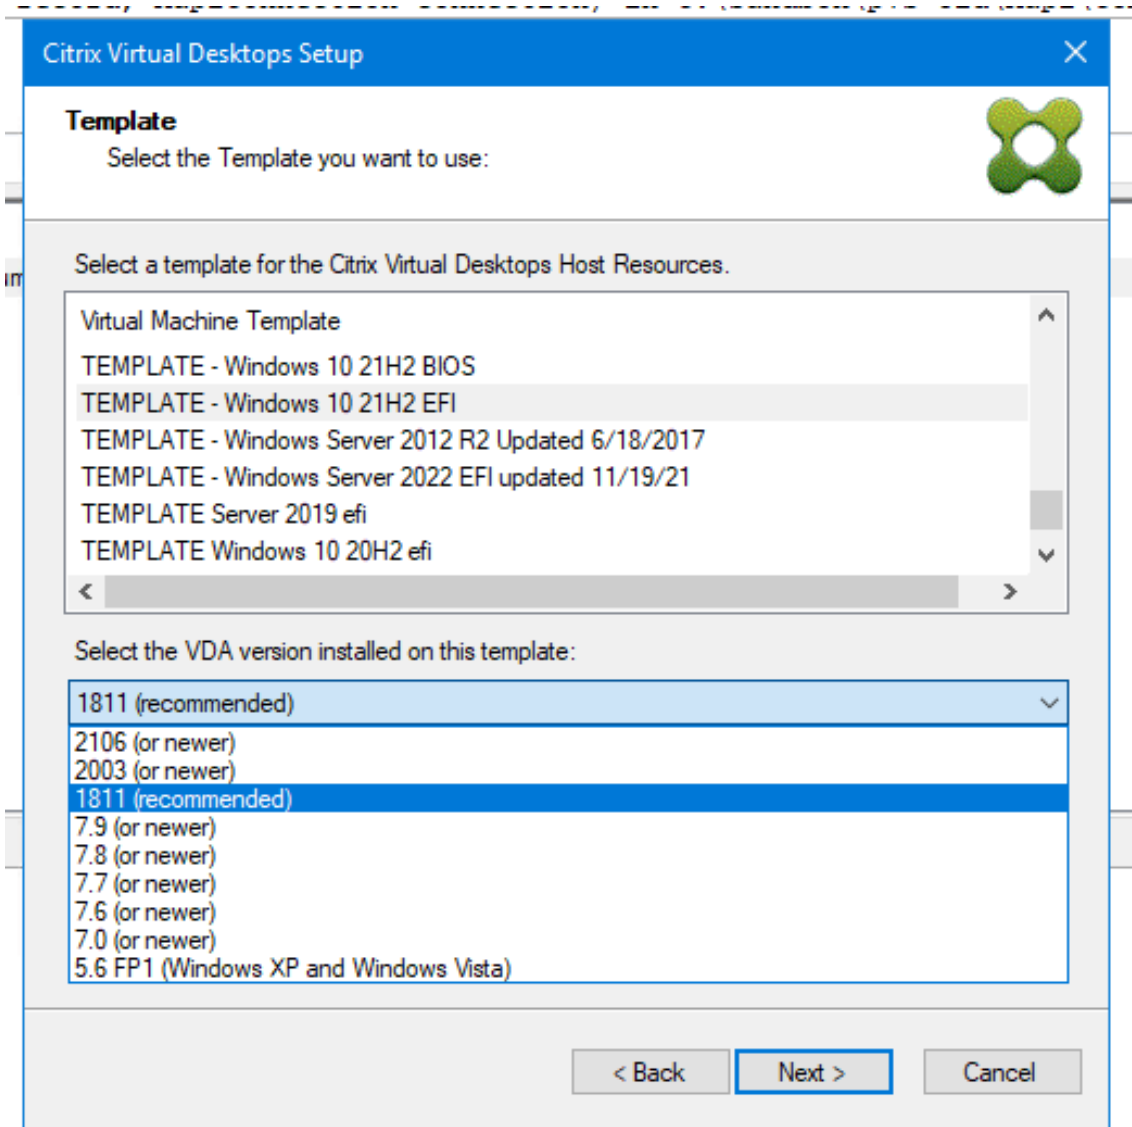 Citrix Virtual Desktops Setup
Template
Select the Template you want to use:
Select a template for the Citrix Virtual Desktops Host Resources.
Virtual Machine Template
TEMPLATE - Windows 10 21H2 BIOS
TEMPLATE - Windows 10 21H2 EFI
TEMPLATE - Windows Server 2012 R2 Updated 6/18/2017
TEMPLATE - Windows Server 2022 EFI updated 11/19/21
TEMPLATE Server 2019 efi
TEMPLATE Windows 10 20H2 efi
Select the VDA version installed on this template:
1811 (recommended)
2106 (or newer)
2003 (or newer)
1811 (recommended)
7.9 (or newer)
7.8 (or newer)
7.7 (or newer)
7.6 (or newer)
7.0 (or newer)
5.6 FP1 (Windows XP and Windows Vista)
< Back
Next >
Cancel